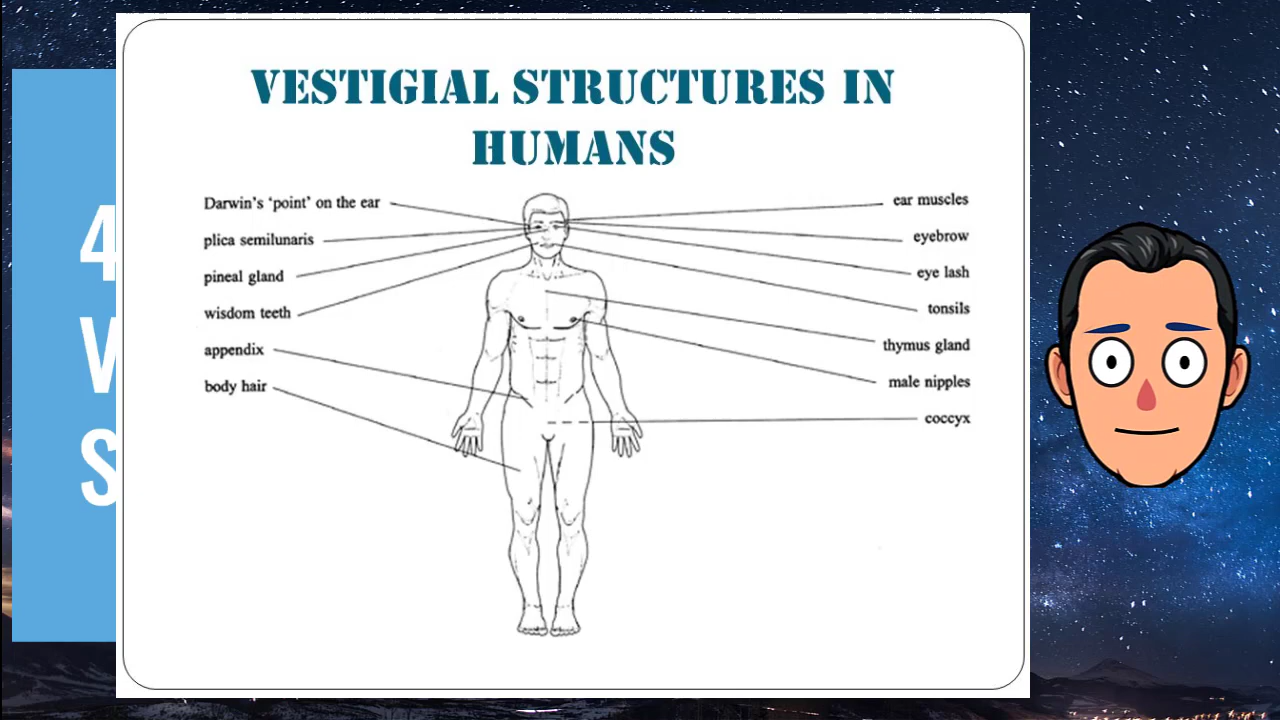 VESTIGIAL STRUCTURES IN
HUMANS
Darwin's 'point' on the ear
plica semilunaris
pineal gland
wisdom teeth
appendix
body hair
ear muscles
eyebrow
eye lash
tonsils
thymus gland
male nipples
coccyx
4